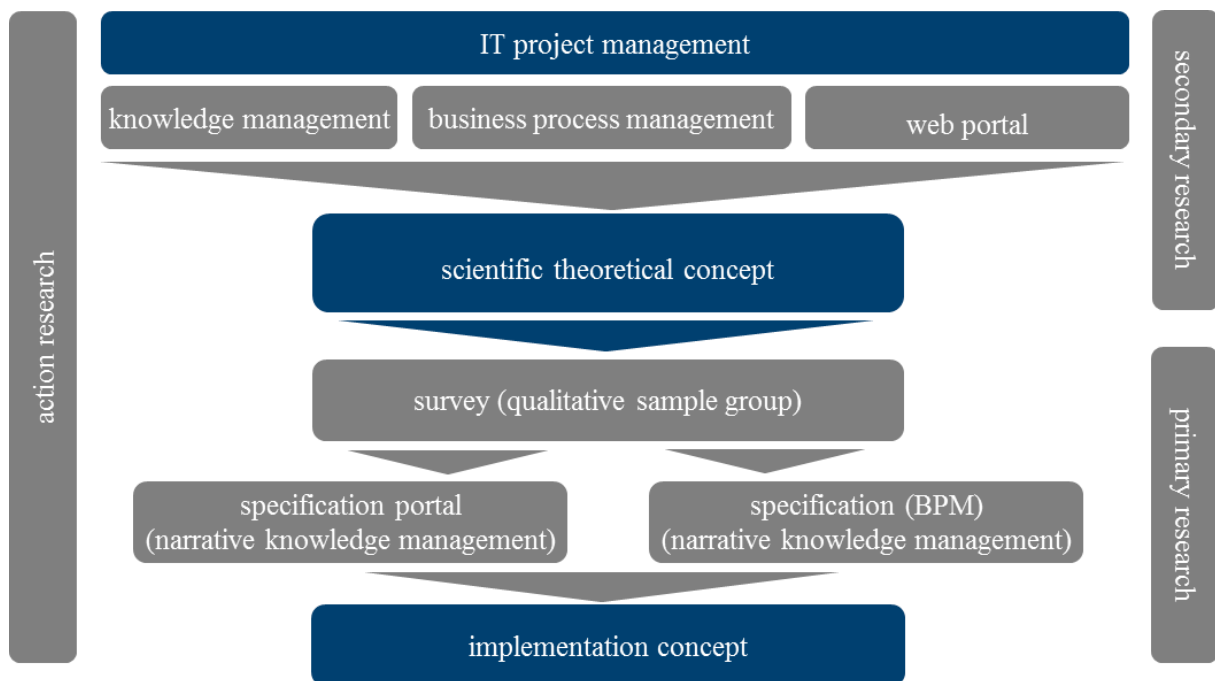 IT project management
knowledge management
business process management
web portal
scientific theoretical concept
survey (qualitative sample group)
specification portal
(narrative knowledge management)
specification (BPM)
(narrative knowledge management)
implementation concept
action research
secondary research
primary research